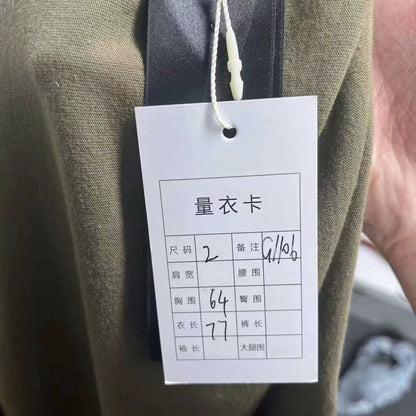 量衣卡
尺码 2 备注 G1106
肩宽 腰围
胸围 64 臀围
衣长 77 裤长
袖长 大腿围